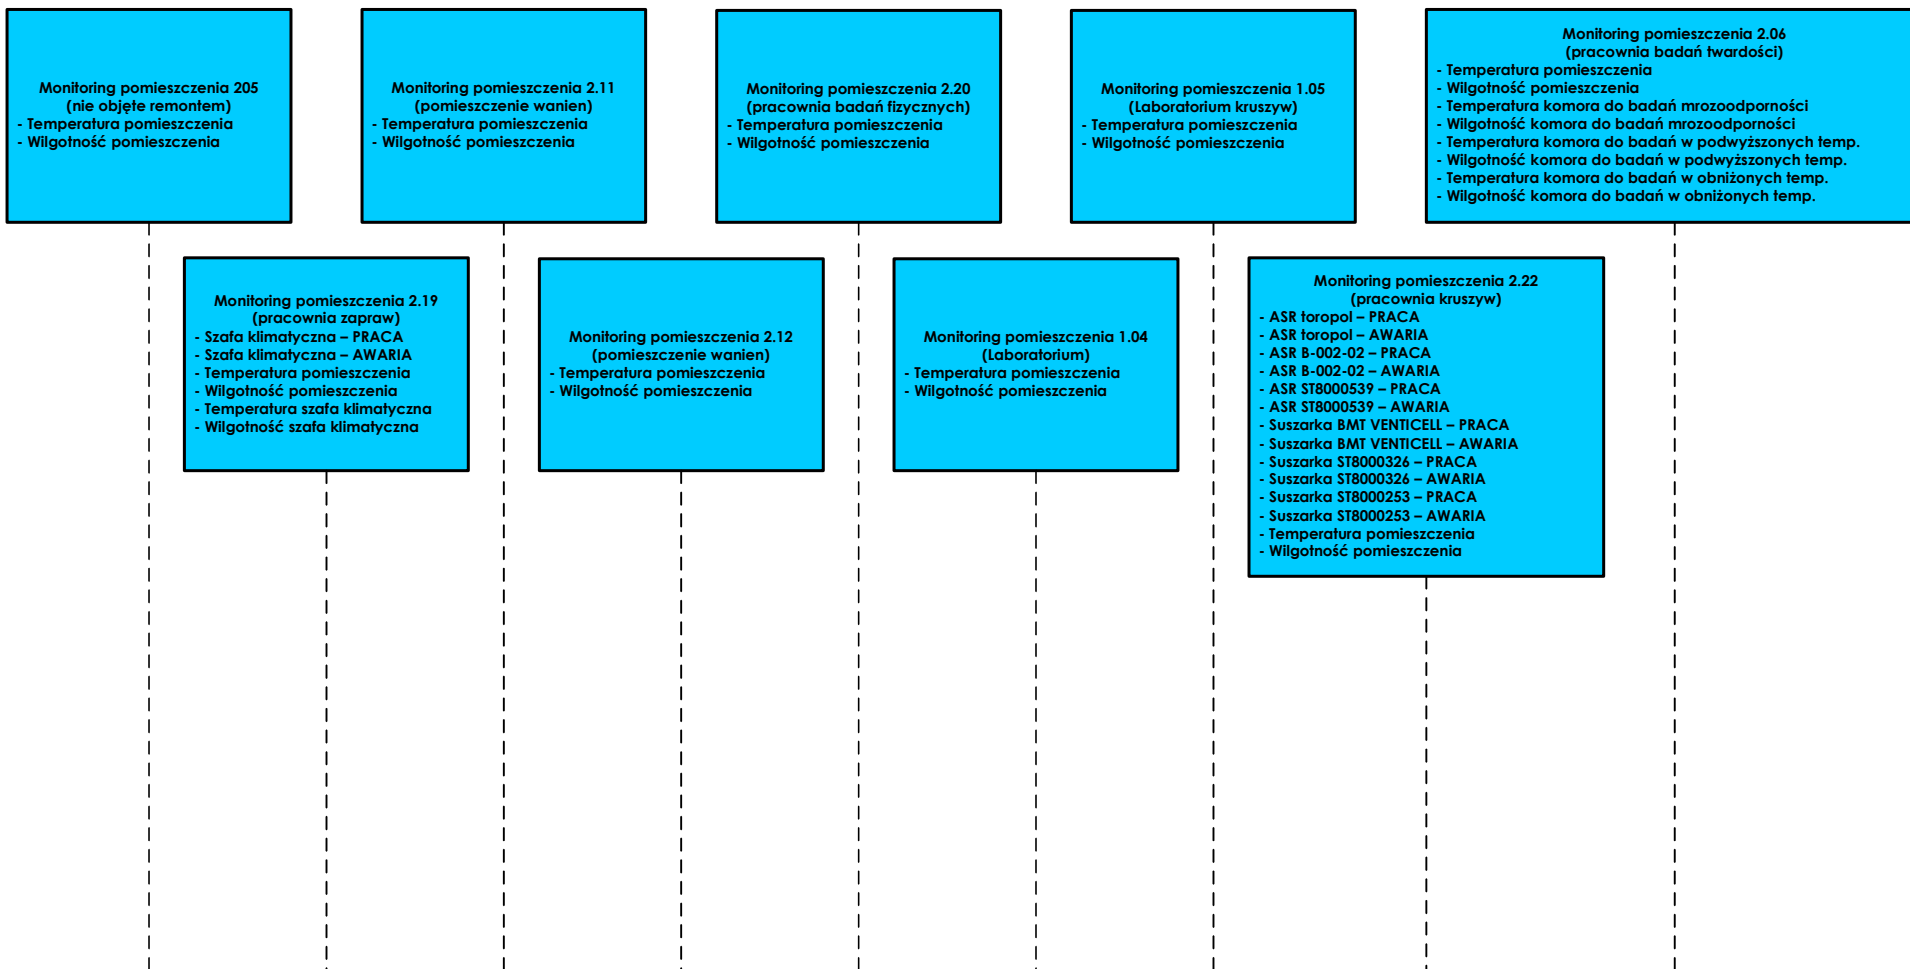 Monitoring pomieszczenia 205
(nie objęte remontem)
- Temperatura pomieszczenia
- Wilgotność pomieszczenia
Monitoring pomieszczenia 2.11
(pomieszczenie wanien)
- Temperatura pomieszczenia
- Wilgotność pomieszczenia
Monitoring pomieszczenia 2.20
(pracownia badań fizycznych)
- Temperatura pomieszczenia
- Wilgotność pomieszczenia
Monitoring pomieszczenia 1.05
(Laboratorium kruszyw)
- Temperatura pomieszczenia
- Wilgotność pomieszczenia
Monitoring pomieszczenia 2.06
(pracownia badań twardości)
- Temperatura pomieszczenia
- Wilgotność pomieszczenia
- Temperatura komora do badań mrozoodporności
- Wilgotność komora do badań mrozoodporności
- Temperatura komora do badań w podwyższonych temp.
- Wilgotność komora do badań w podwyższonych temp.
- Temperatura komora do badań w obniżonych temp.
- Wilgotność komora do badań w obniżonych temp.
Monitoring pomieszczenia 2.19
(pracownia zapraw)
- Szafa klimatyczna – PRACA
- Szafa klimatyczna – AWARIA
- Temperatura pomieszczenia
- Wilgotność pomieszczenia
- Temperatura szafa klimatyczna
- Wilgotność szafa klimatyczna
Monitoring pomieszczenia 2.12
(pomieszczenie wanien)
- Temperatura pomieszczenia
- Wilgotność pomieszczenia
Monitoring pomieszczenia 1.04
(Laboratorium)
- Temperatura pomieszczenia
- Wilgotność pomieszczenia
Monitoring pomieszczenia 2.22
(pracownia kruszyw)
- ASR toropol – PRACA
- ASR toropol – AWARIA
- ASR B-002-02 – PRACA
- ASR B-002-02 – AWARIA
- ASR ST8000539 – PRACA
- ASR ST8000539 – AWARIA
- Suszarka BMT VENTICELL – PRACA
- Suszarka BMT VENTICELL – AWARIA
- Suszarka ST8000326 – PRACA
- Suszarka ST8000326 – AWARIA
- Suszarka ST8000253 – PRACA
- Suszarka ST8000253 – AWARIA
- Temperatura pomieszczenia
- Wilgotność pomieszczenia